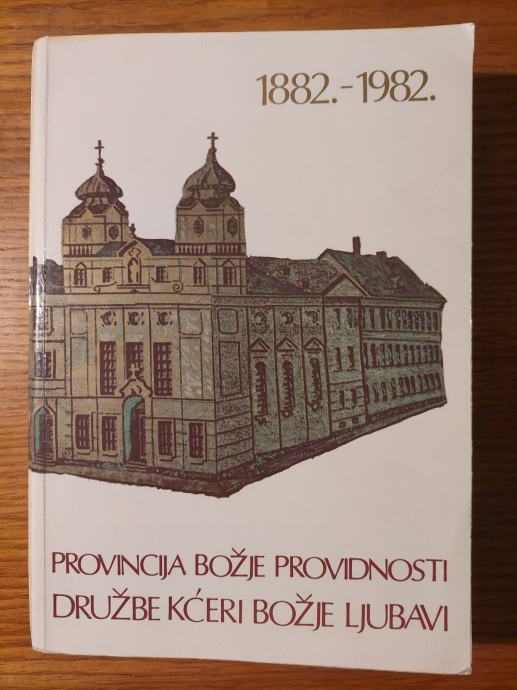 1882.-1982.
PROVINCIJA BOŽJE PROVIDNOSTI
DRUŽBE KĆERI BOŽJE LJUBAVI